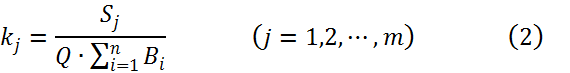 k_j = S_j / (Q · ∑_{i=1}^{n} B_i)   (j = 1,2,⋯,m)   (2)